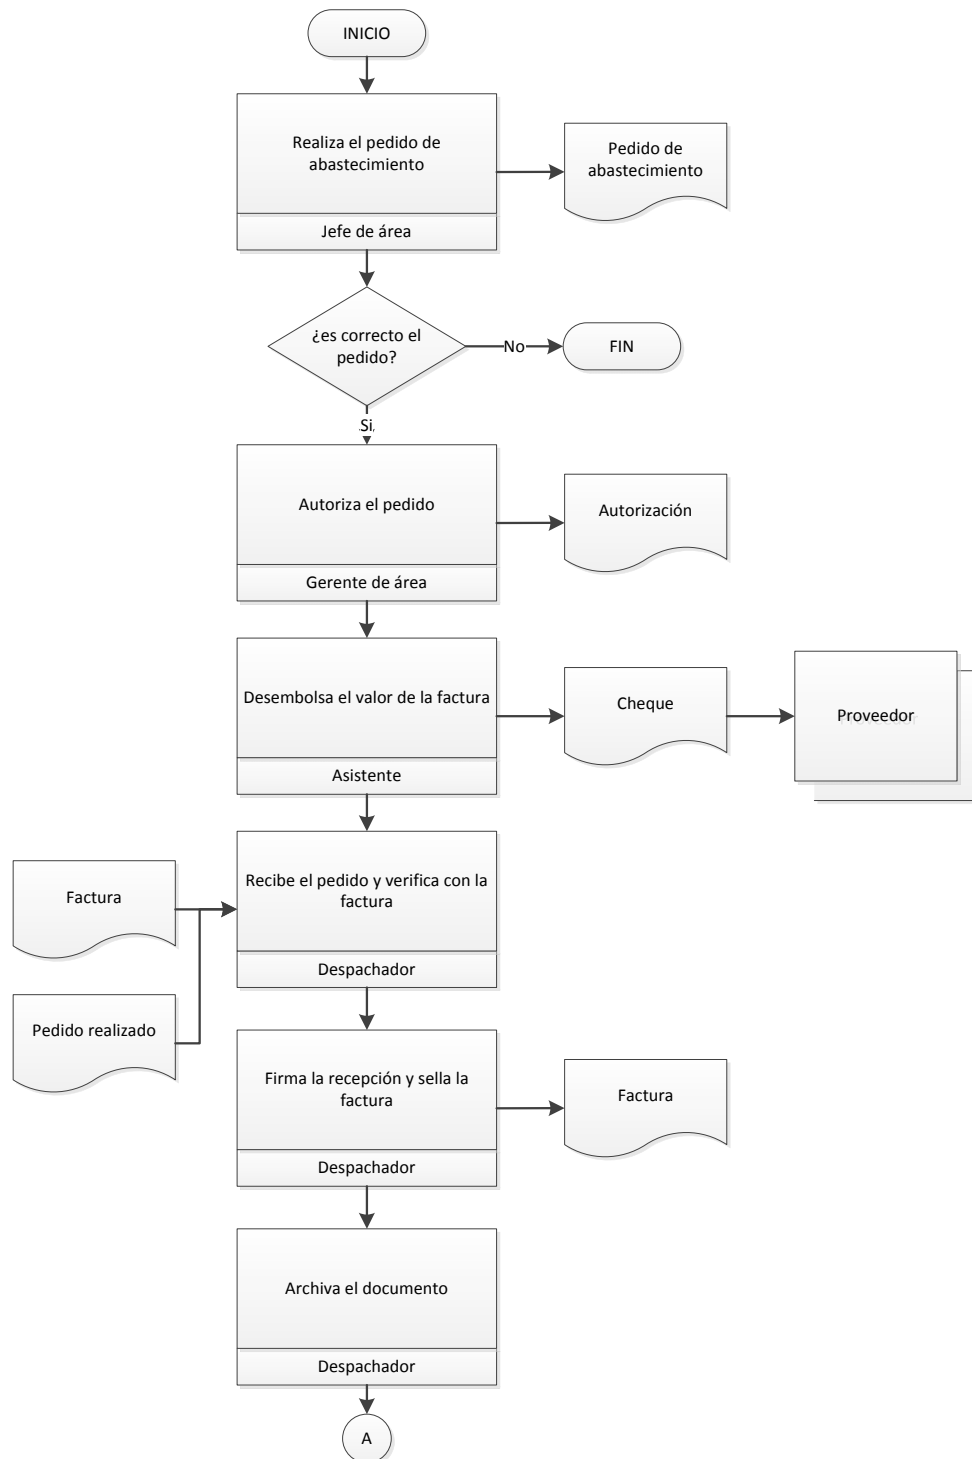 INICIO
Realiza el pedido de
abastecimiento
Pedido de
abastecimiento
Jefe de área
¿es correcto el
pedido?
No
FIN
Si
Autoriza el pedido
Autorización
Gerente de área
Desembolsa el valor de la factura
Cheque
Proveedor
Asistente
Recibe el pedido y verifica con la
factura
Factura
Despachador
Pedido realizado
Firma la recepción y sella la
factura
Factura
Despachador
Archiva el documento
Despachador
A